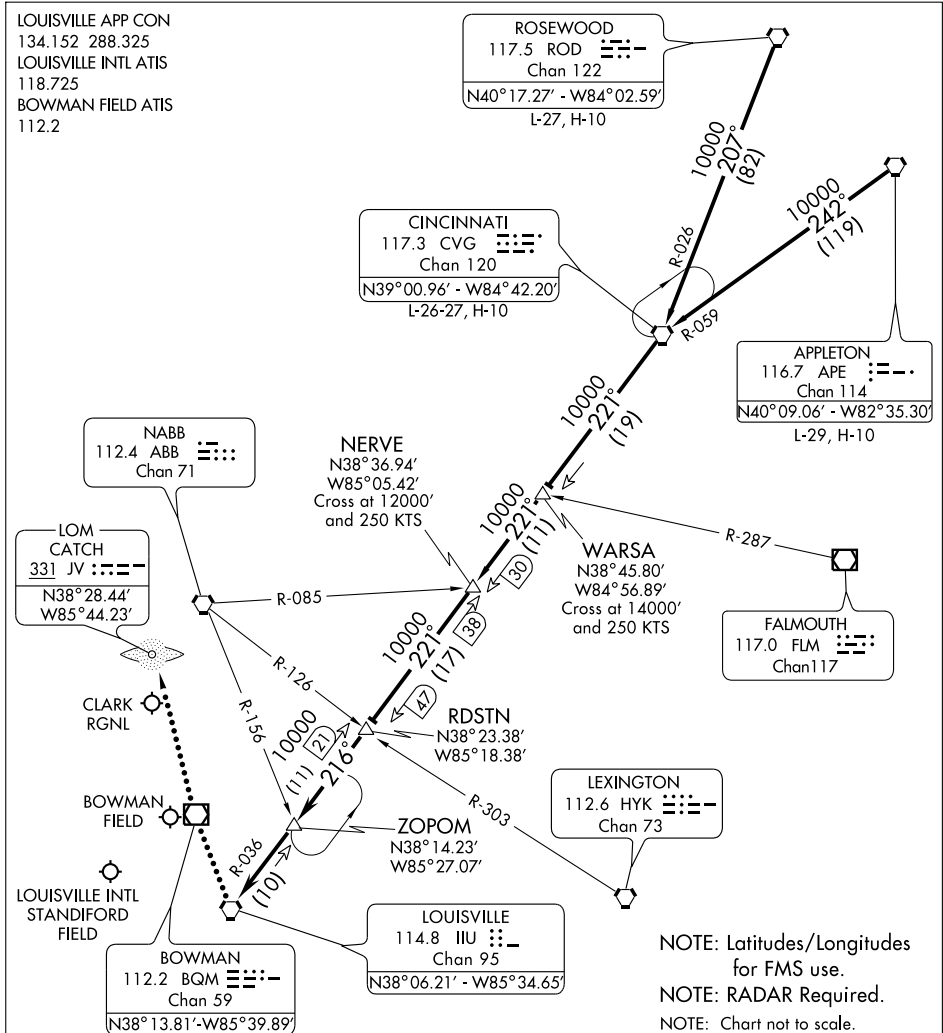 LOUISVILLE APP CON
134.152 288.325
LOUISVILLE INTL ATIS
118.725
BOWMAN FIELD ATIS
112.2
ROSEWOOD
117.5 ROD
Chan 122
N40°17.27' - W84°02.59'
L-27, H-10
10000
207°
(82)
10000
242°
(119)
CINCINNATI
117.3 CVG
Chan 120
N39°00.96' - W84°42.20'
L-26-27, H-10
R-026
R-059
APPLETON
116.7 APE
Chan 114
N40°09.06' - W82°35.30'
L-29, H-10
10000
221°
(19)
NABB
112.4 ABB
Chan 71
NERVE
N38°36.94'
W85°05.42'
Cross at 12000'
and 250 KTS
10000
221°
(11)
30
WARSA
N38°45.80'
W84°56.89'
Cross at 14000'
and 250 KTS
R-287
LOM
CATCH
331 JV
N38°28.44'
W85°44.23'
R-085
FALMOUTH
117.0 FLM
Chan117
10000
221°
(17)
38
47
R-126
R-156
CLARK
RGNL
10000
(11)
21
216°
RDSTN
N38°23.38'
W85°18.38'
LEXINGTON
112.6 HYK
Chan 73
R-303
BOWMAN
FIELD
ZOPOM
N38°14.23'
W85°27.07'
R-036
(10)
LOUISVILLE INTL
STANDIFORD
FIELD
LOUISVILLE
114.8 IIU
Chan 95
N38°06.21' - W85°34.65'
BOWMAN
112.2 BQM
Chan 59
N38°13.81'-W85°39.89'
NOTE: Latitudes/Longitudes
for FMS use.
NOTE: RADAR Required.
NOTE: Chart not to scale.